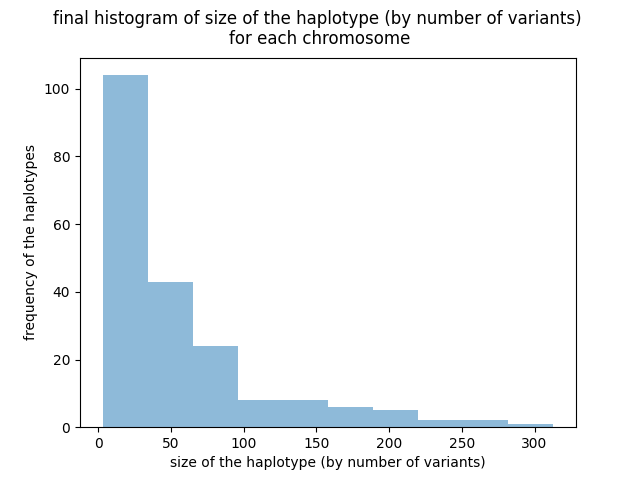 final histogram of size of the haplotype (by number of variants)
for each chromosome
100
80
60
40
20
0
frequency of the haplotypes
0 50 100 150 200 250 300
size of the haplotype (by number of variants)